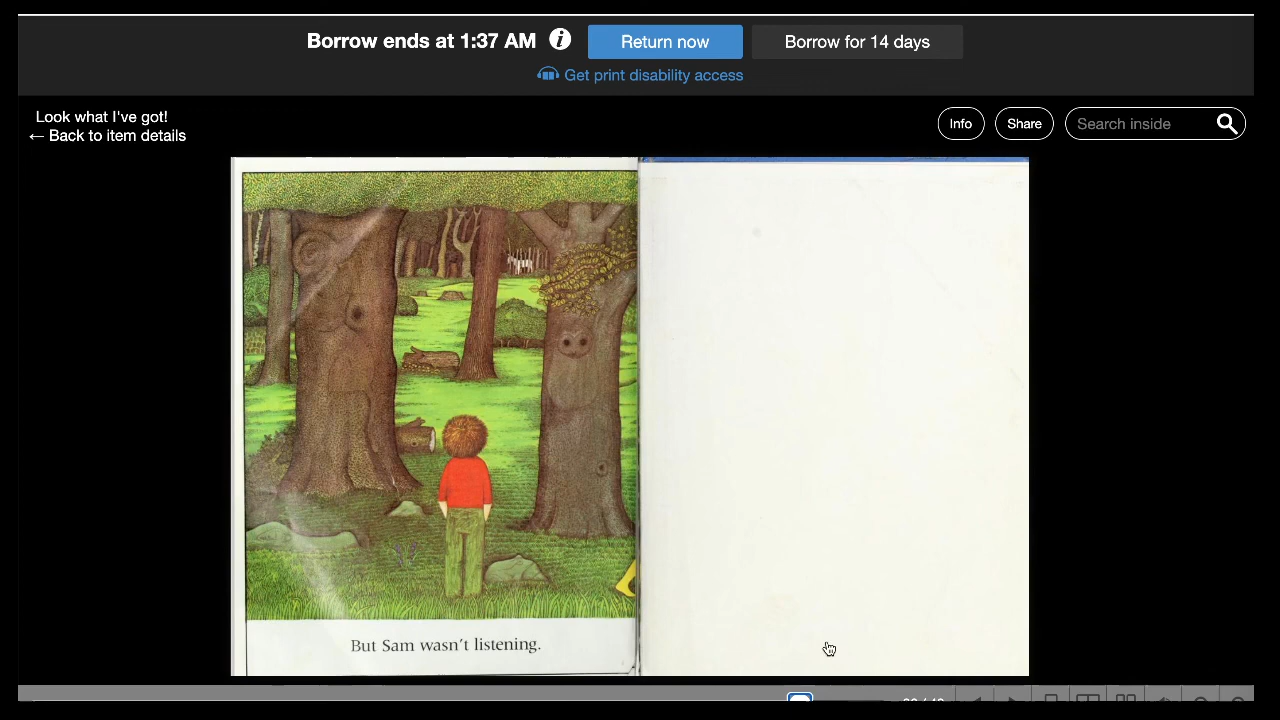 Borrow ends at 1:37 AM
Return now
Borrow for 14 days
Get print disability access
Look what I've got!
← Back to item details
Info
Share
Search inside
But Sam wasn't listening.